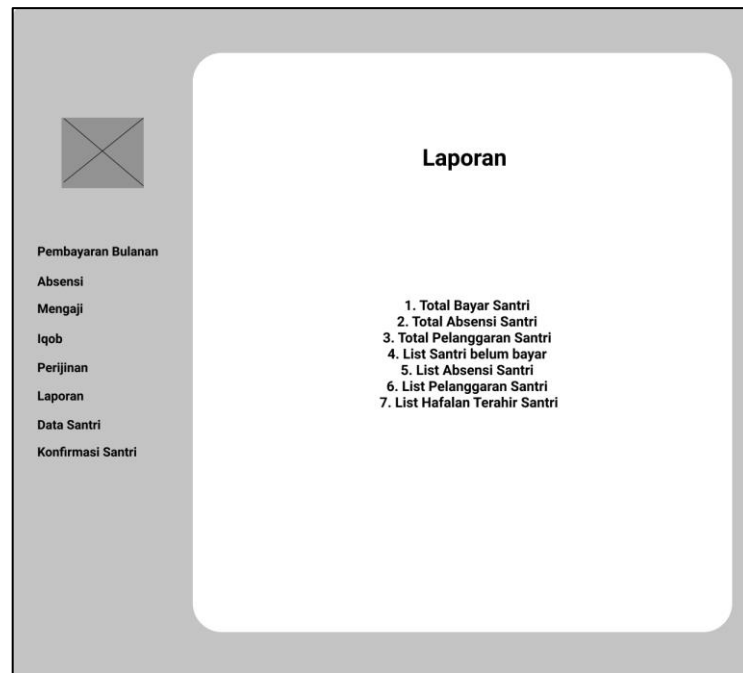 Laporan
Pembayaran Bulanan
Absensi
Mengaji
Iqob
Perijinan
Laporan
Data Santri
Konfirmasi Santri
1. Total Bayar Santri
2. Total Absensi Santri
3. Total Pelanggaran Santri
4. List Santri belum bayar
5. List Absensi Santri
6. List Pelanggaran Santri
7. List Hafalan Terahir Santri